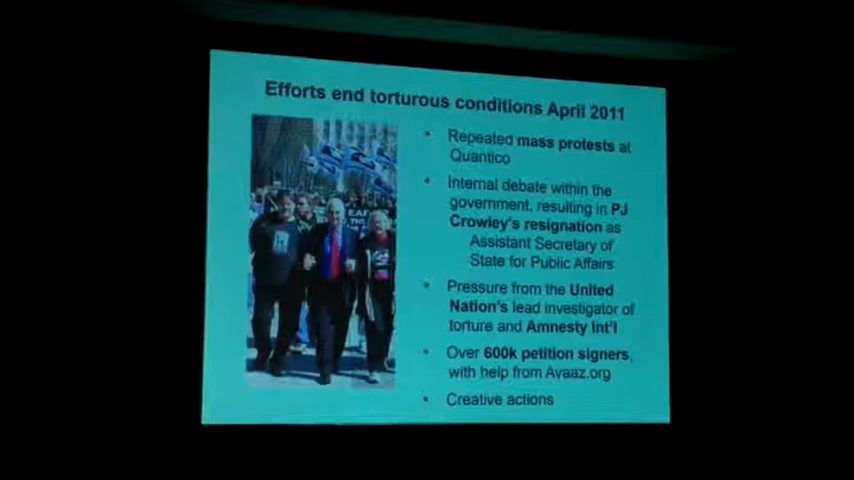 Efforts end torturous conditions April 2011
• Repeated mass protests at
Quantico
• Internal debate within the
government, resulting in PJ
Crowley's resignation as
Assistant Secretary of
State for Public Affairs
• Pressure from the United
Nation's lead investigator of
torture and Amnesty Int'l
• Over 600k petition signers,
with help from Avaaz.org
• Creative actions